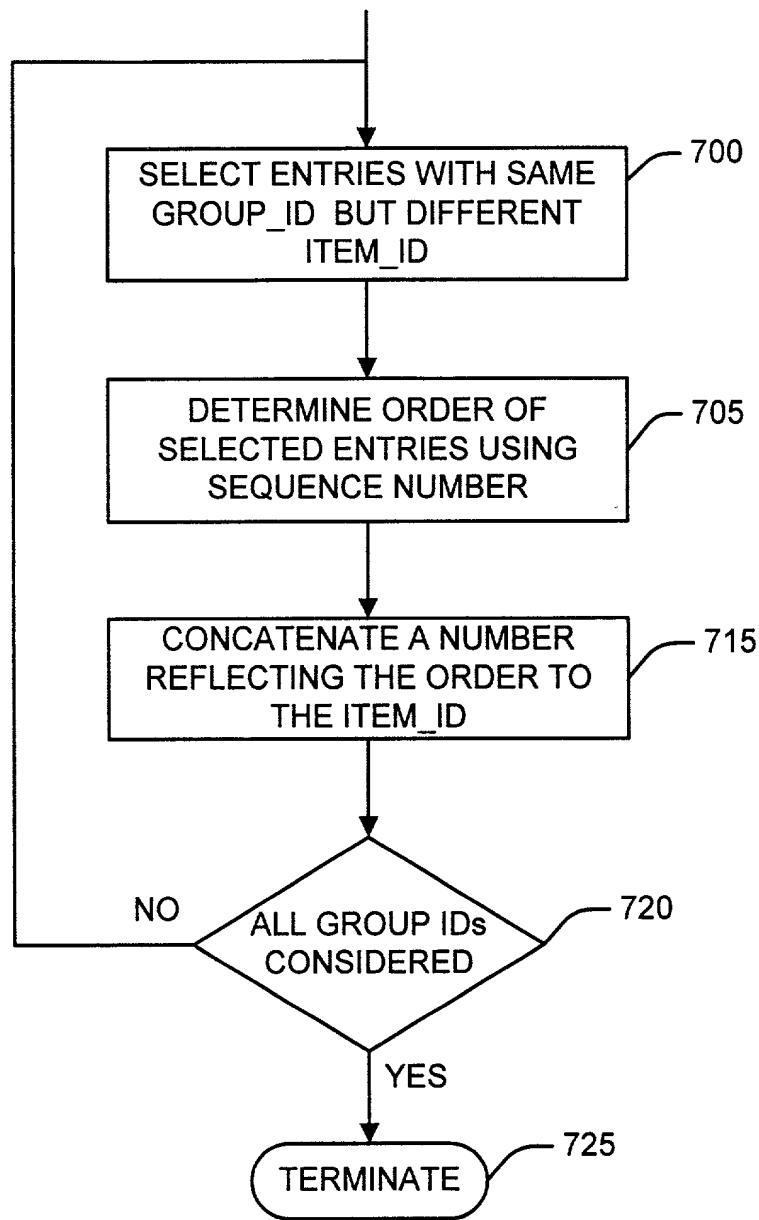 700
SELECT ENTRIES WITH SAME
GROUP_ID BUT DIFFERENT
ITEM_ID
705
DETERMINE ORDER OF
SELECTED ENTRIES USING
SEQUENCE NUMBER
715
CONCATENATE A NUMBER
REFLECTING THE ORDER TO
THE ITEM_ID
NO
720
ALL GROUP IDs
CONSIDERED
YES
725
TERMINATE